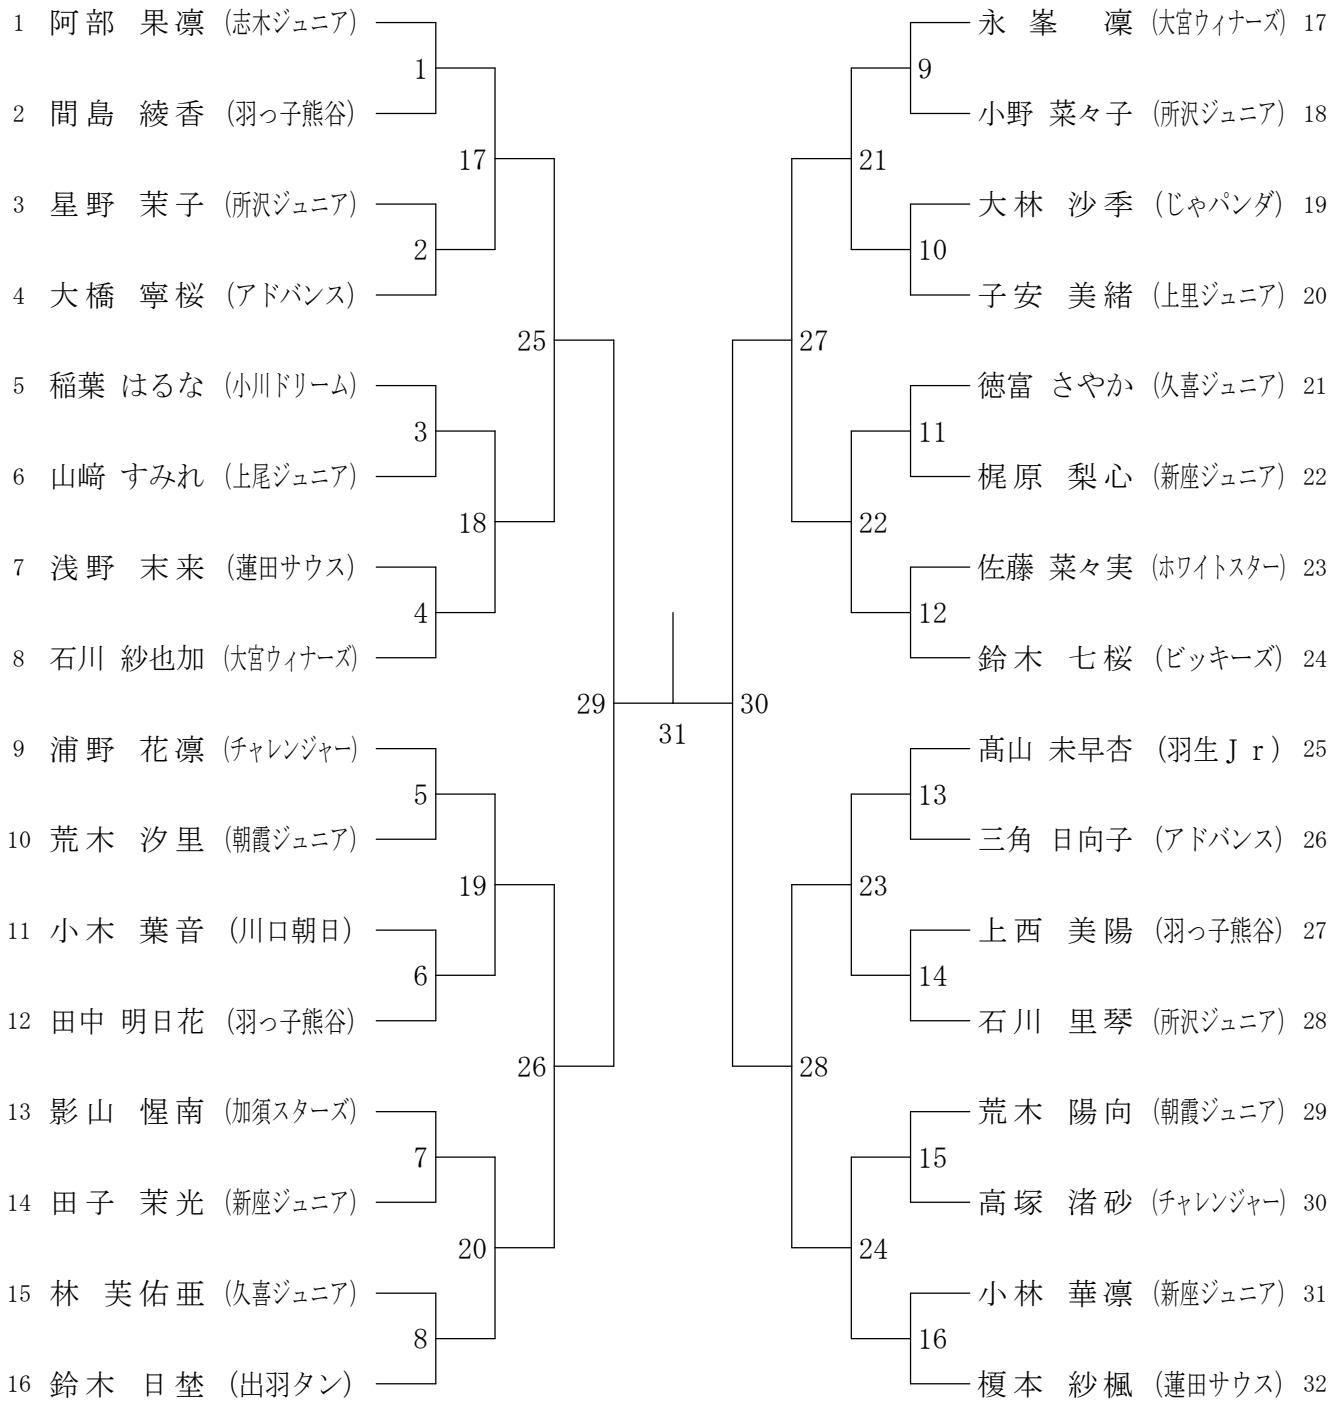 1 阿部 果凛 (志木ジュニア)
1
2 間島 綾香 (羽っ子熊谷)
17
3 星野 茉子 (所沢ジュニア)
2
4 大橋 寧桜 (アドバンス)
25
5 稲葉 はるな (小川ドリーム)
3
6 山﨑 すみれ (上尾ジュニア)
18
7 浅野 末来 (蓮田サウス)
4
8 石川 紗也加 (大宮ウィナーズ)
29
9 浦野 花凛 (チャレンジャー)
5
10 荒木 汐里 (朝霞ジュニア)
19
11 小木 葉音 (川口朝日)
6
12 田中 明日花 (羽っ子熊谷)
26
13 影山 惺南 (加須スターズ)
7
14 田子 茉光 (新座ジュニア)
20
15 林 芙佑亜 (久喜ジュニア)
8
16 鈴木 日埜 (出羽タン)
31
永峯 凜 (大宮ウィナーズ) 17
9
小野 菜々子 (所沢ジュニア) 18
21
大林 沙季 (じゃパンダ) 19
10
子安 美緒 (上里ジュニア) 20
27
徳富 さやか (久喜ジュニア) 21
11
梶原 梨心 (新座ジュニア) 22
22
佐藤 菜々実 (ホワイトスター) 23
12
鈴木 七桜 (ビッキーズ) 24
30
髙山 未早杏 (羽生Jr) 25
13
三角 日向子 (アドバンス) 26
23
上西 美陽 (羽っ子熊谷) 27
14
石川 里琴 (所沢ジュニア) 28
28
荒木 陽向 (朝霞ジュニア) 29
15
高塚 渚砂 (チャレンジャー) 30
24
小林 華凛 (新座ジュニア) 31
16
榎本 紗楓 (蓮田サウス) 32